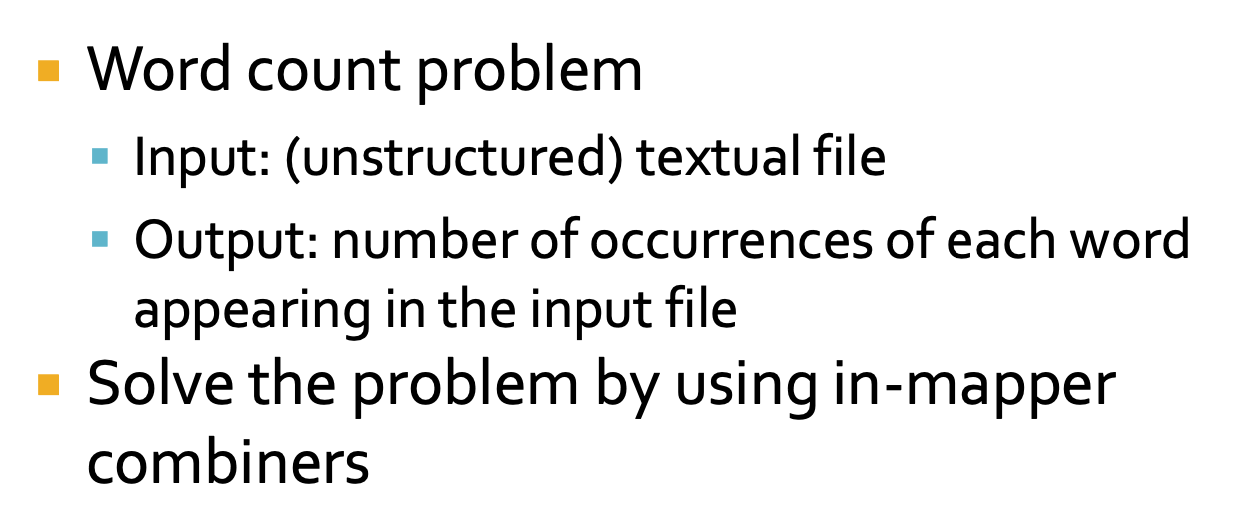 Word count problem
Input: (unstructured) textual file
Output: number of occurrences of each word
appearing in the input file
Solve the problem by using in-mapper
combiners